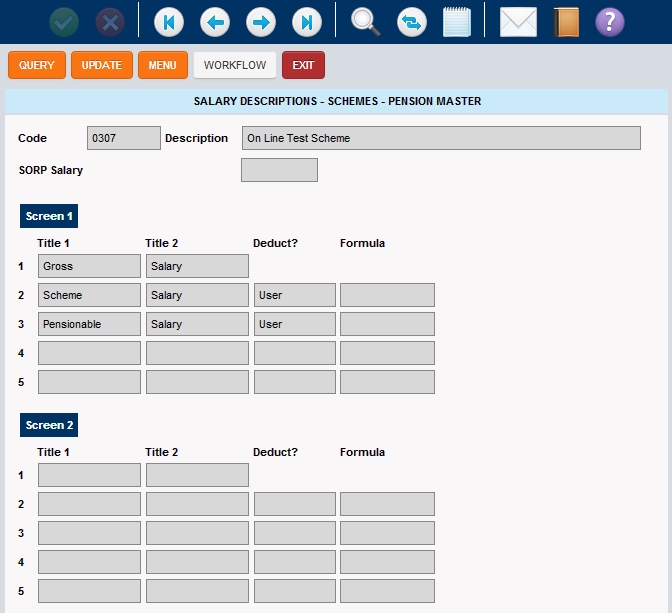 ?
QUERY UPDATE MENU WORKFLOW EXIT
SALARY DESCRIPTIONS - SCHEMES - PENSION MASTER
Code 0307 Description On Line Test Scheme
SORP Salary
Screen 1
Title 1 Title 2 Deduct? Formula
1 Gross Salary
2 Scheme Salary User
3 Pensionable Salary User
4
5
Screen 2
Title 1 Title 2 Deduct? Formula
1
2
3
4
5